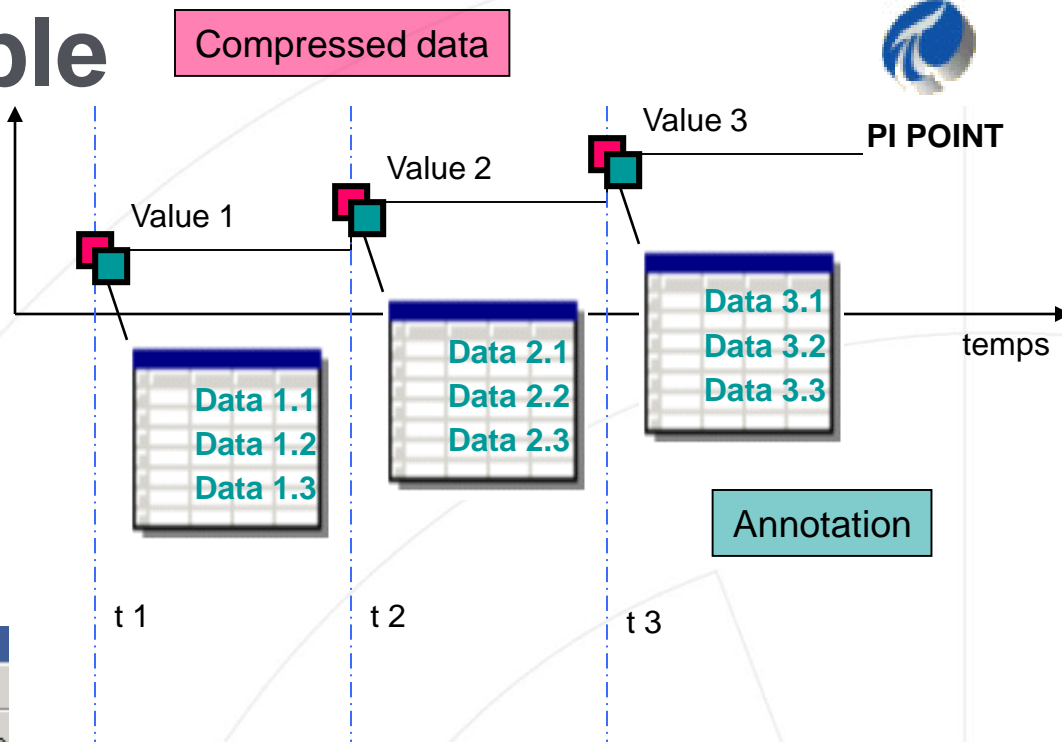 ple
Compressed data
Value 3
PI POINT
Value 2
Value 1
Data 3.1
Data 3.2
Data 3.3
temps
Data 2.1
Data 2.2
Data 2.3
Data 1.1
Data 1.2
Data 1.3
Annotation
t 1
t 2
t 3